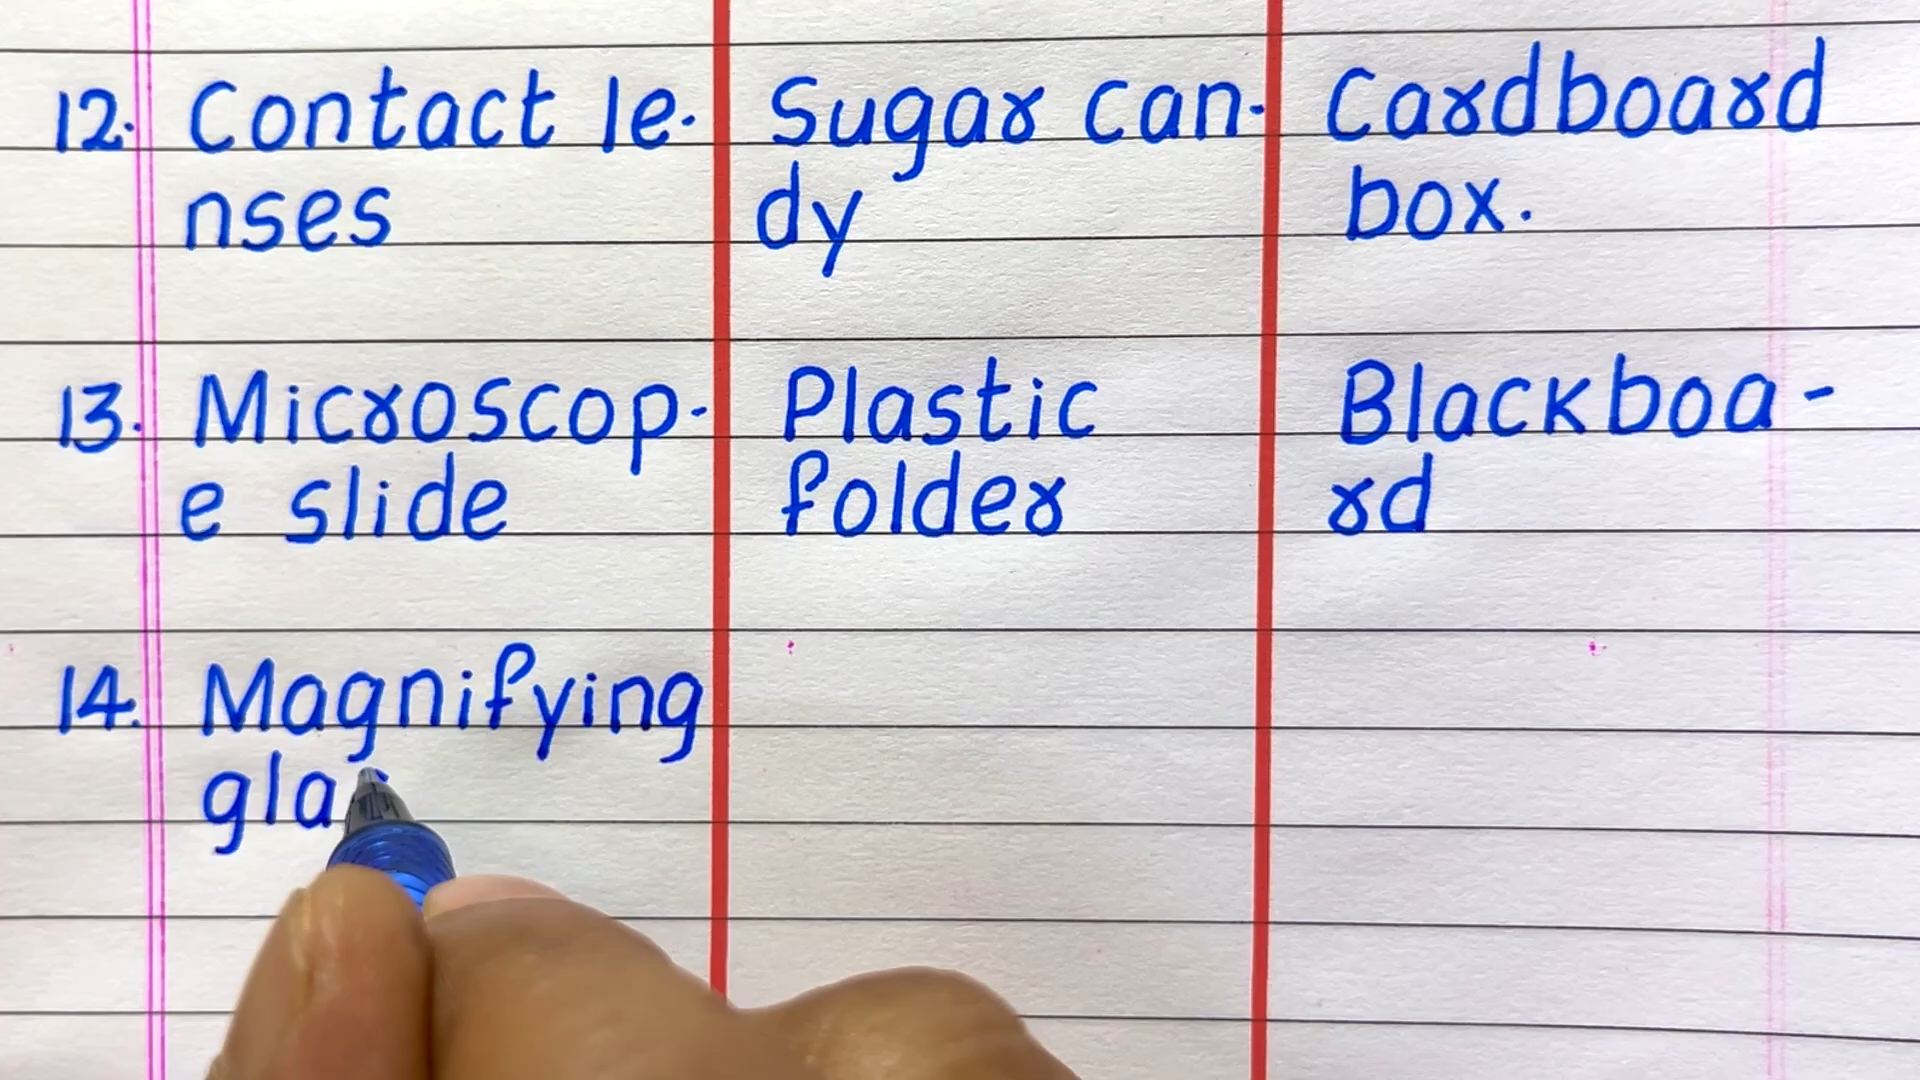 12. Contact le-
nses
Sugar can-
dy
Cardboard
box.
13. Microscop-
e slide
Plastic
folder
Blackboa-
rd
14. Magnifying
gla